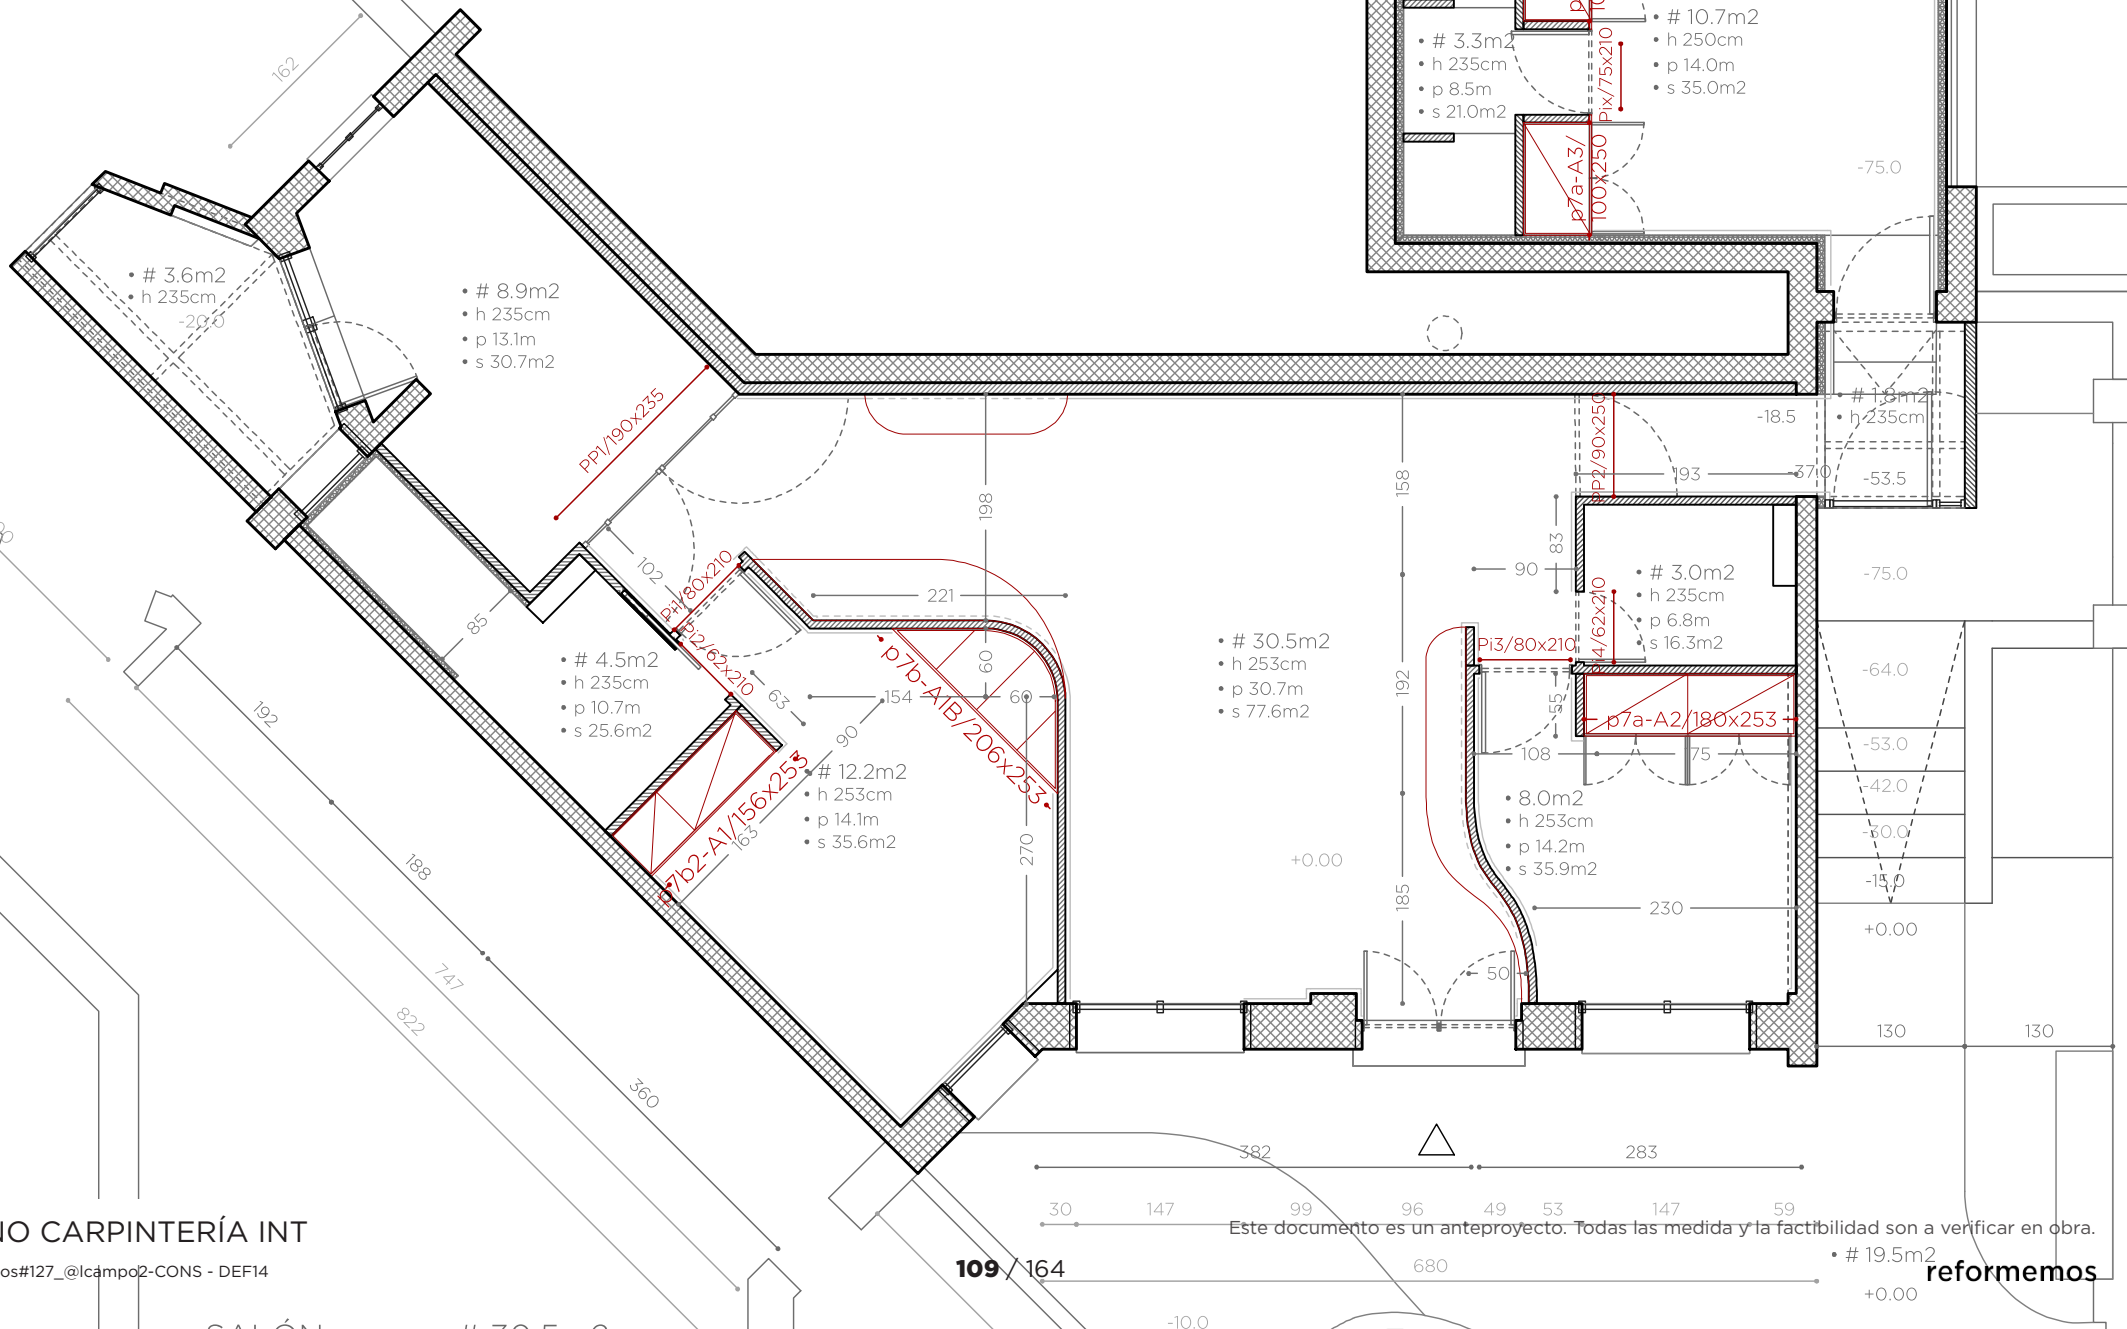 162
# 3.3m2
h 235cm
p 8.5m
s 21.0m2
Pix/75x210
# 10.7m2
h 250cm
p 14.0m
s 35.0m2
p7a-A3/
100x250
-75.0
# 3.6m2
h 235cm
-20.0
# 8.9m2
h 235cm
p 13.1m
s 30.7m2
PP1/190x235
# 1.8m2
h 235cm
-18.5
-37.0
-53.5
PP2/90x250
193
158
198
83
90
102
Pi1/80x210
Pi2/62x210
221
85
60
154
60
63
90
# 4.5m2
h 235cm
p 10.7m
s 25.6m2
p7b-A1B/206x253
p7b2-A1/156x253
163
# 12.2m2
h 253cm
p 14.1m
s 35.6m2
270
# 30.5m2
h 253cm
p 30.7m
s 77.6m2
+0.00
192
185
Pi3/80x210
Pi4/62x210
# 3.0m2
h 235cm
p 6.8m
s 16.3m2
55
p7a-A2/180x253
108
75
8.0m2
h 253cm
p 14.2m
s 35.9m2
230
50
-75.0
-64.0
-53.0
-42.0
-30.0
-15.0
+0.00
130
130
192
188
747
822
360
382
283
30
147
99
96
49
53
147
59
680
-10.0
# 19.5m2
+0.00
NO CARPINTERÍA INT
os#127_@lcampo2-CONS - DEF14
109 / 164
Este documento es un anteproyecto. Todas las medida y la factibilidad son a verificar en obra.
reformemos